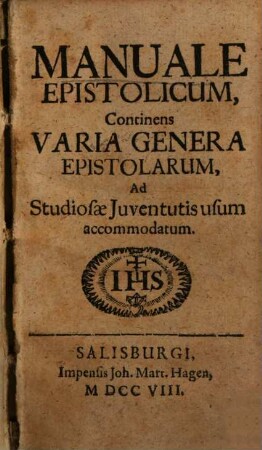 MANUALE
EPISTOLICUM,
Continens
VARIA GENERA
EPISTOLARUM,
Ad
Studiosæ Juventutis usum
accommodatum.
IHS
SALISBURGI,
Impensis Joh. Matt. Hagen,
M DCC VIII.